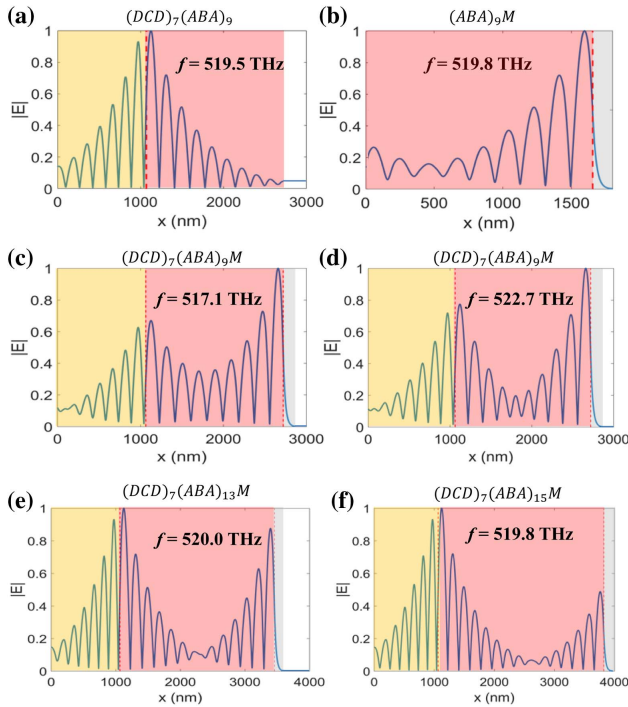 (a) (DCD)₇(ABA)₉
|E|
1
0.8
0.6
0.4
0.2
0
f = 519.5 THz
0 1000 2000 3000
x (nm)
(b) (ABA)₉M
|E|
1
0.8
0.6
0.4
0.2
0
f = 519.8 THz
0 500 1000 1500
x (nm)
(c) (DCD)₇(ABA)₉M
|E|
1
0.8
0.6
0.4
0.2
0
f = 517.1 THz
0 1000 2000 3000
x (nm)
(d) (DCD)₇(ABA)₉M
|E|
1
0.8
0.6
0.4
0.2
0
f = 522.7 THz
0 1000 2000 3000
x (nm)
(e) (DCD)₇(ABA)₁₃M
|E|
1
0.8
0.6
0.4
0.2
0
f = 520.0 THz
0 1000 2000 3000 4000
x (nm)
(f) (DCD)₇(ABA)₁₅M
|E|
1
0.8
0.6
0.4
0.2
0
f = 519.8 THz
0 1000 2000 3000 4000
x (nm)